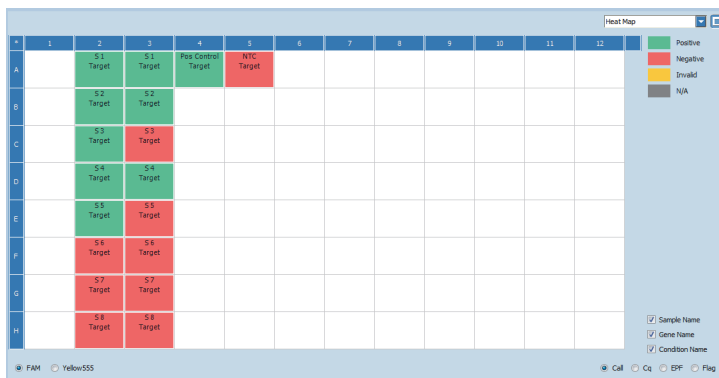 Heat Map
* 1 2 3 4 5 6 7 8 9 10 11 12
A
S 1
Target
S 1
Target
Pos Control
Target
NTC
Target
B
S 2
Target
S 2
Target
C
S 3
Target
S 3
Target
D
S 4
Target
S 4
Target
E
S 5
Target
S 5
Target
F
S 6
Target
S 6
Target
G
S 7
Target
S 7
Target
H
S 8
Target
S 8
Target
Positive
Negative
Invalid
N/A
Sample Name
Gene Name
Condition Name
FAM Yellow555
Call Cq EPF Flag